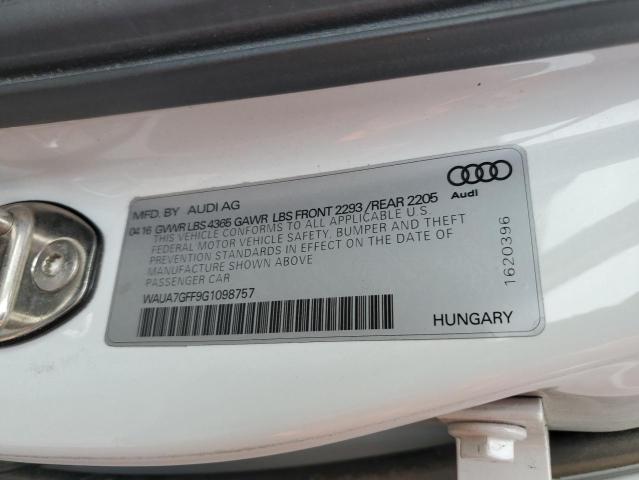 MFD. BY AUDI AG
0416 GVWR LBS 4365 GAWR LBS FRONT 2293 /REAR 2205
THIS VEHICLE CONFORMS TO ALL APPLICABLE U.S.
FEDERAL MOTOR VEHICLE SAFETY, BUMPER AND THEFT
PREVENTION STANDARDS IN EFFECT ON THE DATE OF
MANUFACTURE SHOWN ABOVE
PASSENGER CAR
WAUA7GFF9G1098757
HUNGARY
Audi
1620396